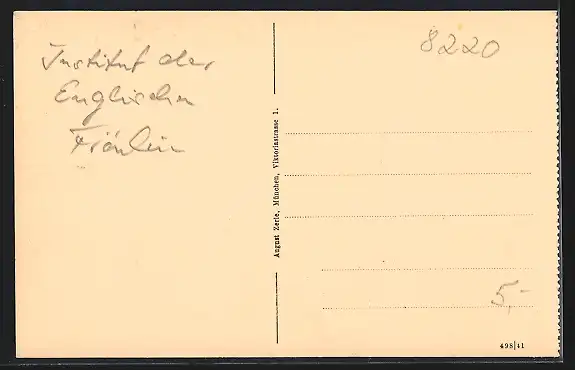 Institut der
Englischen
Fräulein
8220
August Zerle, München, Viktoriastrasse 1.
5,-
498|41